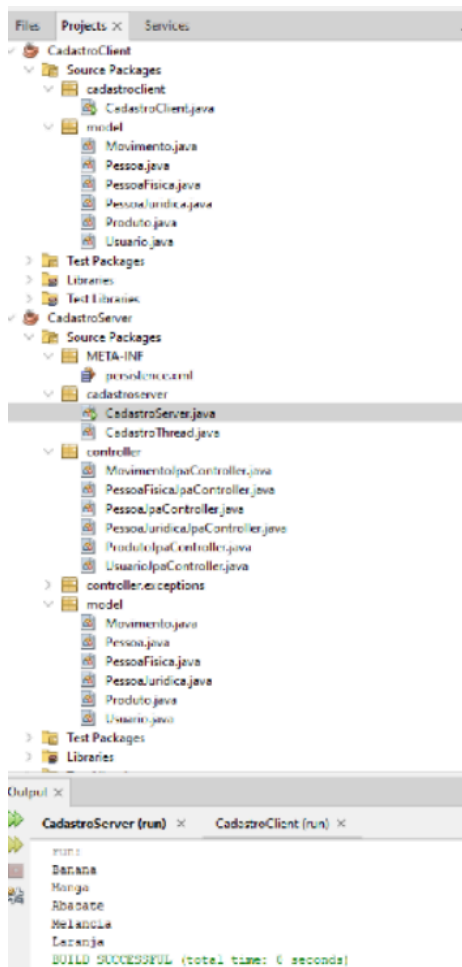 Files Projects × Services
CadastroClient
Source Packages
cadastroclient
CadastroClient.java
model
Movimento.java
Pessoa.java
PessoaFisica.java
PessoaJuridica.java
Produto.java
Usuario.java
Test Packages
Libraries
Test Libraries
CadastroServer
Source Packages
META-INF
persistence.xml
cadastroserver
CadastroServer.java
CadastroThread.java
controller
MovimentoJpaController.java
PessoaFisicaJpaController.java
PessoaJpaController.java
PessoaJuridicaJpaController.java
ProdutoJpaController.java
UsuarioJpaController.java
controller.exceptions
model
Movimento.java
Pessoa.java
PessoaFisica.java
PessoaJuridica.java
Produto.java
Usuario.java
Test Packages
Libraries
Output ×
CadastroServer (run) × CadastroClient (run) ×
run:
Banana
Manga
Melancia
Laranja
BUILD SUCCESSFUL (total time: 6 seconds)